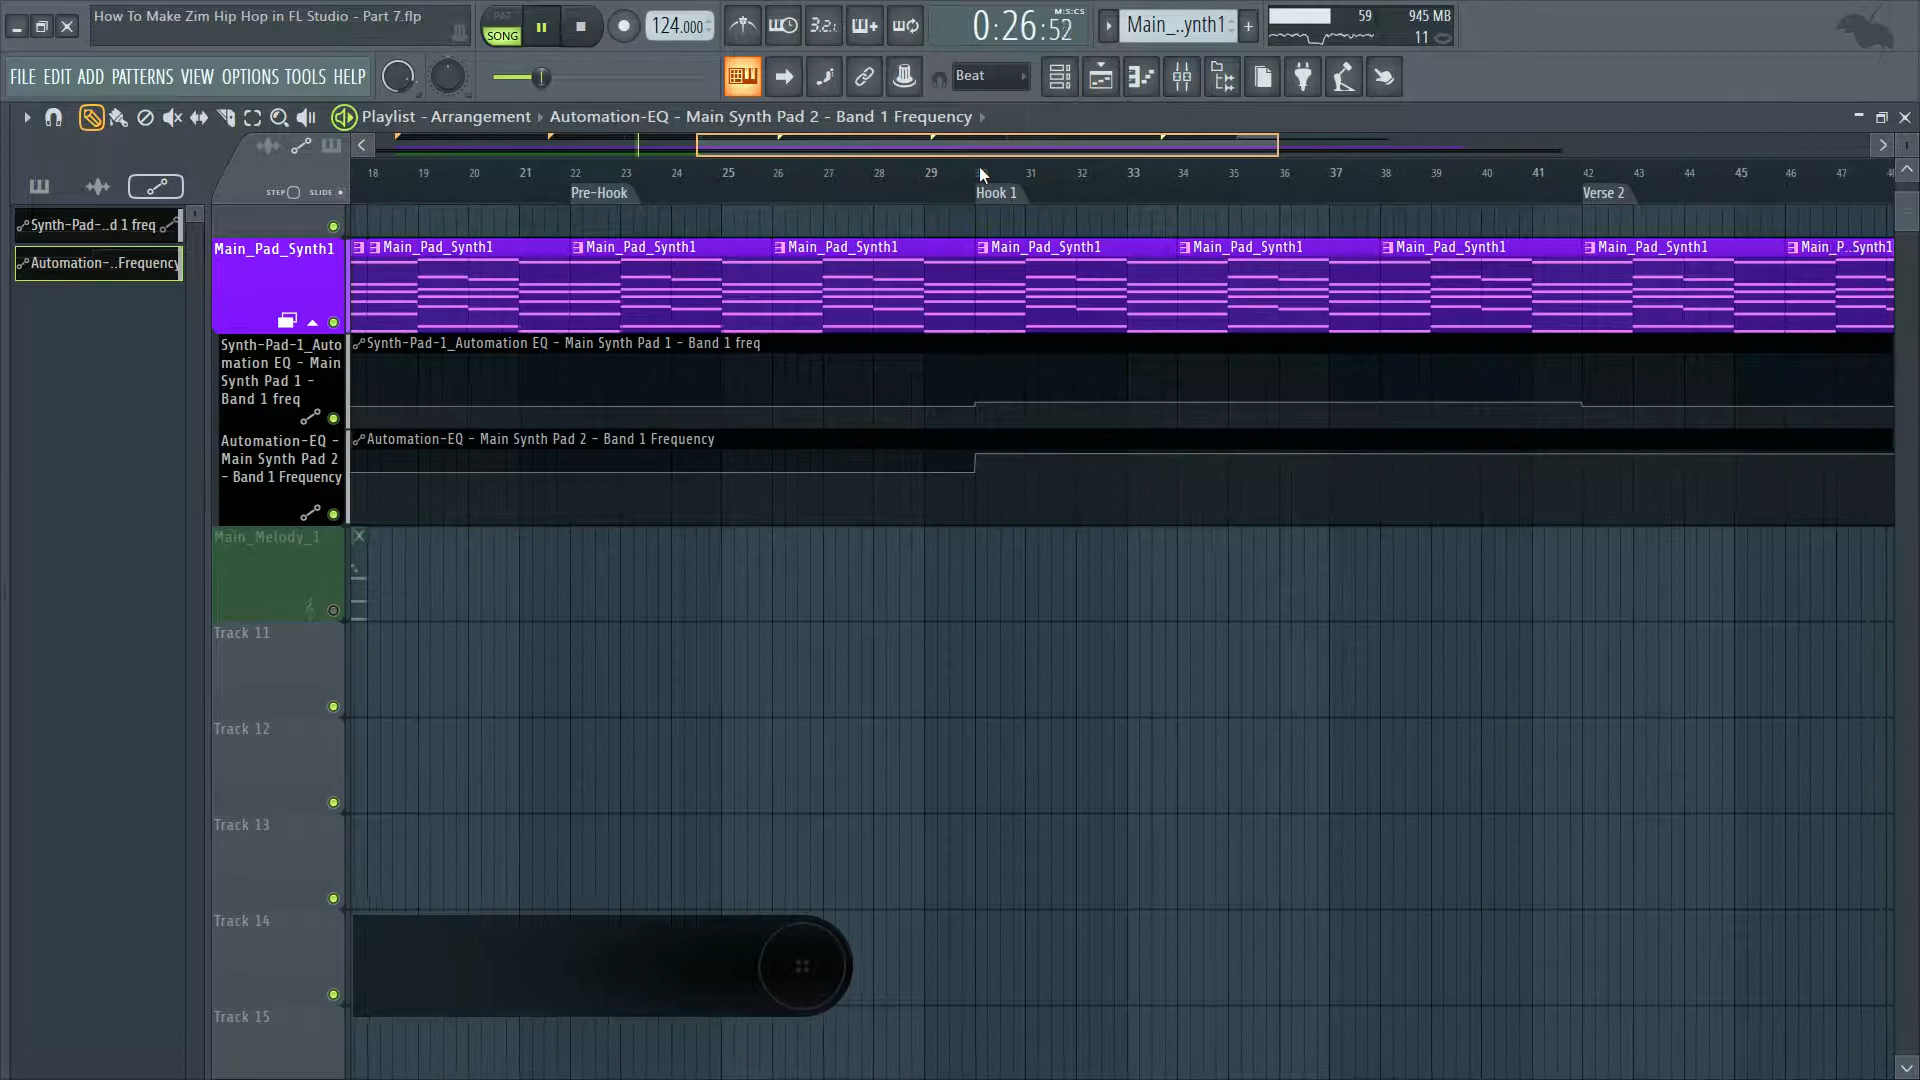 How To Make Zim Hip Hop in FL Studio - Part 7.flp
PAT
SONG
124.000
3.2.
0:26:52
M:S:CS
Main_..ynth1
59
945 MB
11
FILE EDIT ADD PATTERNS VIEW OPTIONS TOOLS HELP
Beat
Playlist - Arrangement
Automation-EQ - Main Synth Pad 2 - Band 1 Frequency
STEP
SLIDE
18 19 20 21 22 23 24 25 26 27 28 29 31 32 33 34 35 36 37 38 39 40 41 42 43 44 45 46 47
Pre-Hook
Hook 1
Verse 2
Synth-Pad-..d 1 freq
Automation-..Frequency
Main_Pad_Synth1
Main_Pad_Synth1
Main_Pad_Synth1
Main_Pad_Synth1
Main_Pad_Synth1
Main_Pad_Synth1
Main_Pad_Synth1
Main_Pad_Synth1
Main_P..Synth1
Synth-Pad-1_Auto
mation EQ - Main
Synth Pad 1 -
Band 1 freq
Synth-Pad-1_Automation EQ - Main Synth Pad 1 - Band 1 freq
Automation-EQ -
Main Synth Pad 2
- Band 1 Frequency
Automation-EQ - Main Synth Pad 2 - Band 1 Frequency
Main_Melody_1
Track 11
Track 12
Track 13
Track 14
Track 15